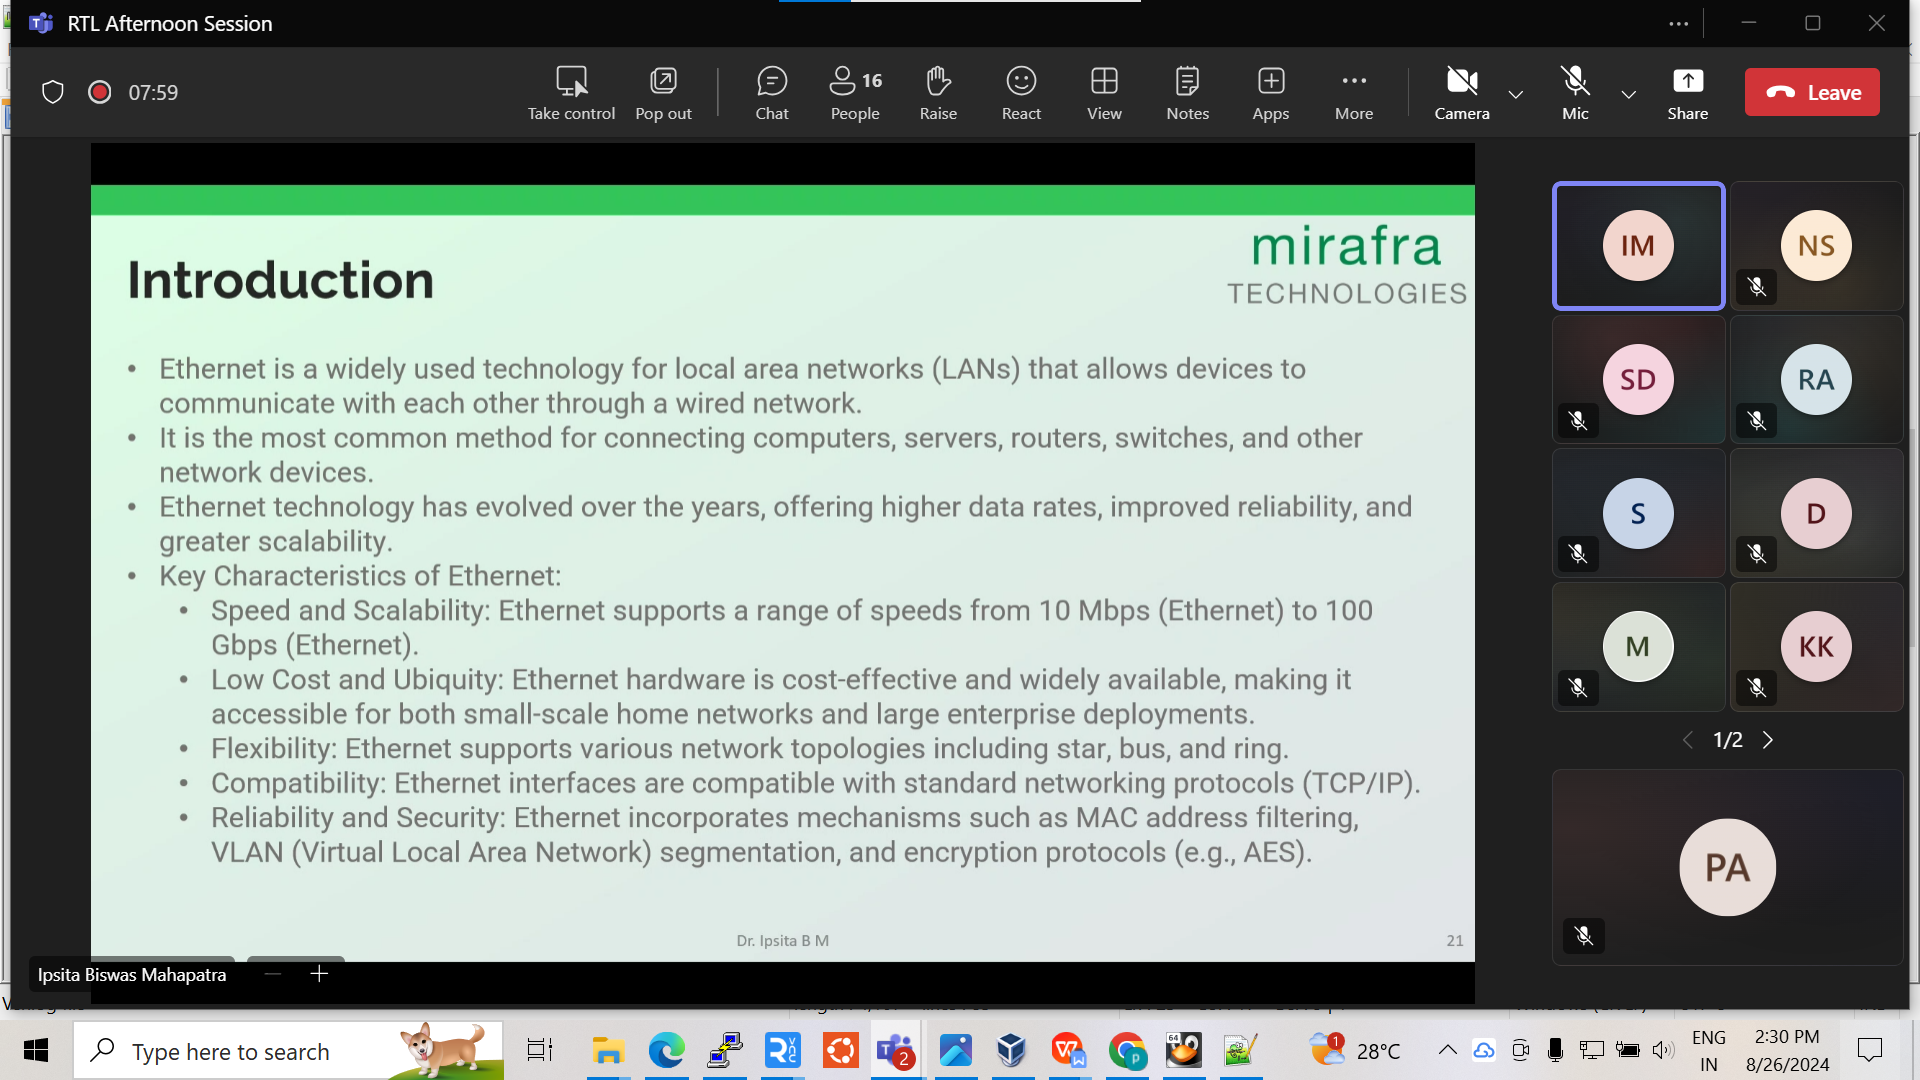 RTL Afternoon Session
07:59
Take control
Pop out
Chat
16
People
Raise
React
View
Notes
Apps
More
Camera
Mic
Share
Leave
mirafra
TECHNOLOGIES
Introduction
• Ethernet is a widely used technology for local area networks (LANs) that allows devices to
communicate with each other through a wired network.
• It is the most common method for connecting computers, servers, routers, switches, and other
network devices.
• Ethernet technology has evolved over the years, offering higher data rates, improved reliability, and
greater scalability.
• Key Characteristics of Ethernet:
• Speed and Scalability: Ethernet supports a range of speeds from 10 Mbps (Ethernet) to 100
Gbps (Ethernet).
• Low Cost and Ubiquity: Ethernet hardware is cost-effective and widely available, making it
accessible for both small-scale home networks and large enterprise deployments.
• Flexibility: Ethernet supports various network topologies including star, bus, and ring.
• Compatibility: Ethernet interfaces are compatible with standard networking protocols (TCP/IP).
• Reliability and Security: Ethernet incorporates mechanisms such as MAC address filtering,
VLAN (Virtual Local Area Network) segmentation, and encryption protocols (e.g., AES).
Dr. Ipsita B M
21
Ipsita Biswas Mahapatra
IM
NS
SD
RA
S
D
M
KK
1/2
PA
Type here to search
2
64
1
28°C
ENG
IN
2:30 PM
8/26/2024